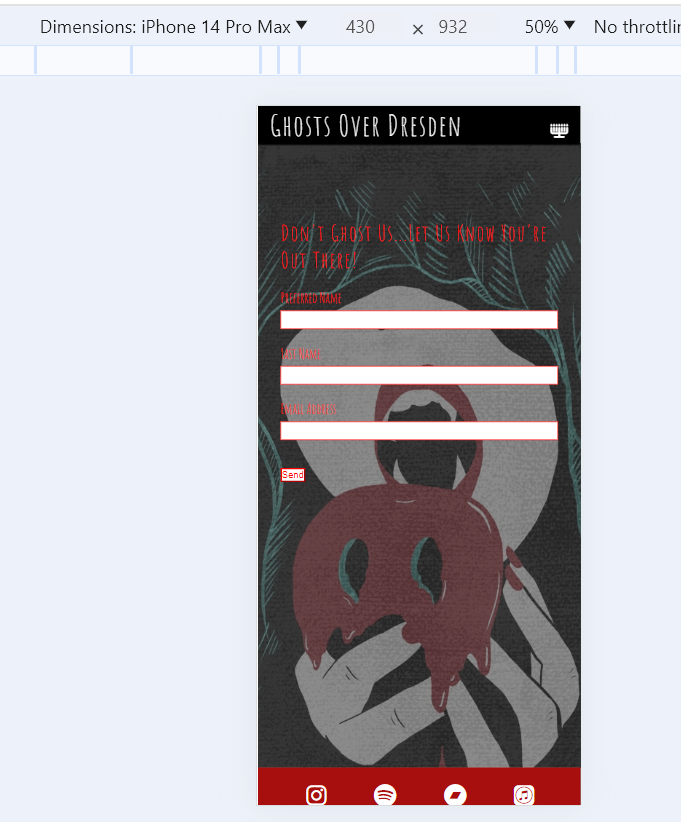 Dimensions: iPhone 14 Pro Max 430 × 932 50% No throttlin
Ghosts Over Dresden
Don't Ghost Us...Let Us Know You're
Out There!
Preferred Name
Last Name
Email Address
Send